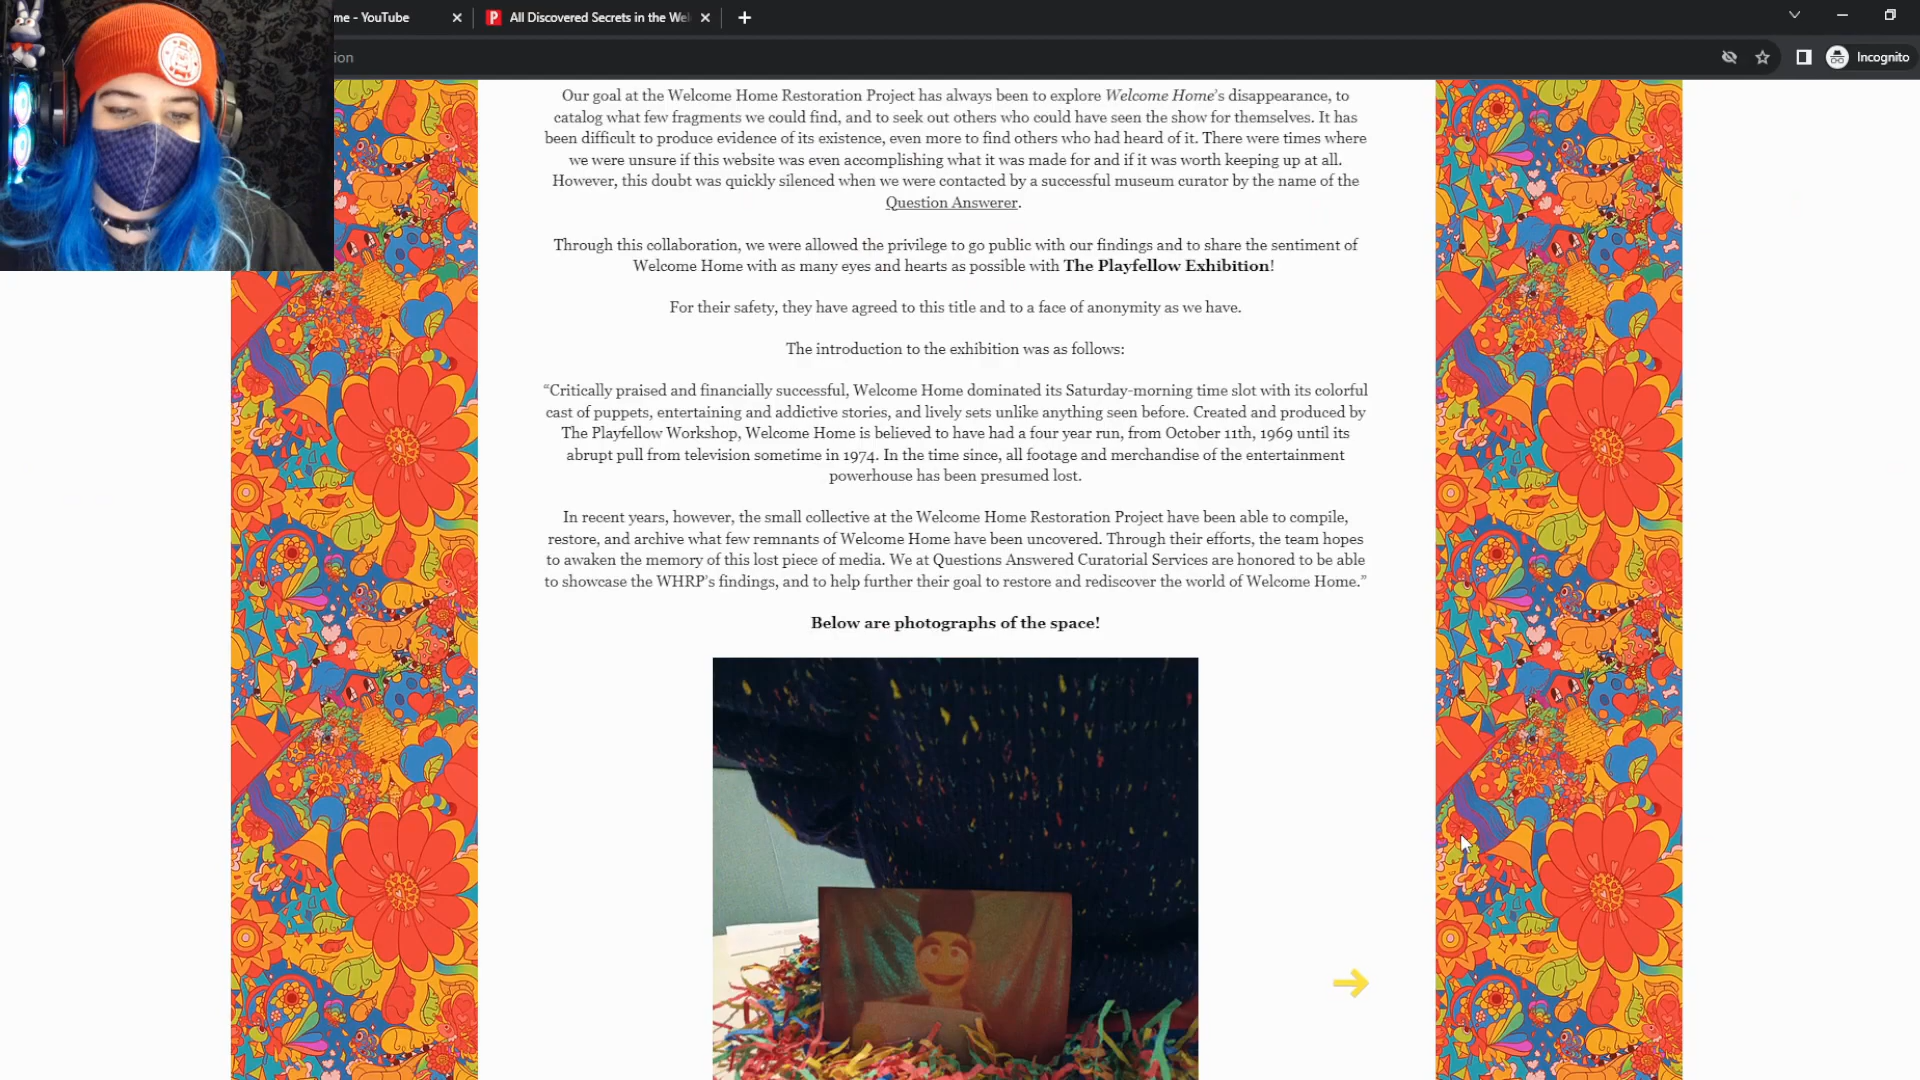 me - YouTube
All Discovered Secrets in the Wel
ion
Incognito
Our goal at the Welcome Home Restoration Project has always been to explore Welcome Home's disappearance, to
catalog what few fragments we could find, and to seek out others who could have seen the show for themselves. It has
been difficult to produce evidence of its existence, even more to find others who had heard of it. There were times where
we were unsure if this website was even accomplishing what it was made for and if it was worth keeping up at all.
However, this doubt was quickly silenced when we were contacted by a successful museum curator by the name of the
Question Answerer.
Through this collaboration, we were allowed the privilege to go public with our findings and to share the sentiment of
Welcome Home with as many eyes and hearts as possible with The Playfellow Exhibition!
For their safety, they have agreed to this title and to a face of anonymity as we have.
The introduction to the exhibition was as follows:
“Critically praised and financially successful, Welcome Home dominated its Saturday-morning time slot with its colorful
cast of puppets, entertaining and addictive stories, and lively sets unlike anything seen before. Created and produced by
The Playfellow Workshop, Welcome Home is believed to have had a four year run, from October 11th, 1969 until its
abrupt pull from television sometime in 1974. In the time since, all footage and merchandise of the entertainment
powerhouse has been presumed lost.
In recent years, however, the small collective at the Welcome Home Restoration Project have been able to compile,
restore, and archive what few remnants of Welcome Home have been uncovered. Through their efforts, the team hopes
to awaken the memory of this lost piece of media. We at Questions Answered Curatorial Services are honored to be able
to showcase the WHRP's findings, and to help further their goal to restore and rediscover the world of Welcome Home.”
Below are photographs of the space!